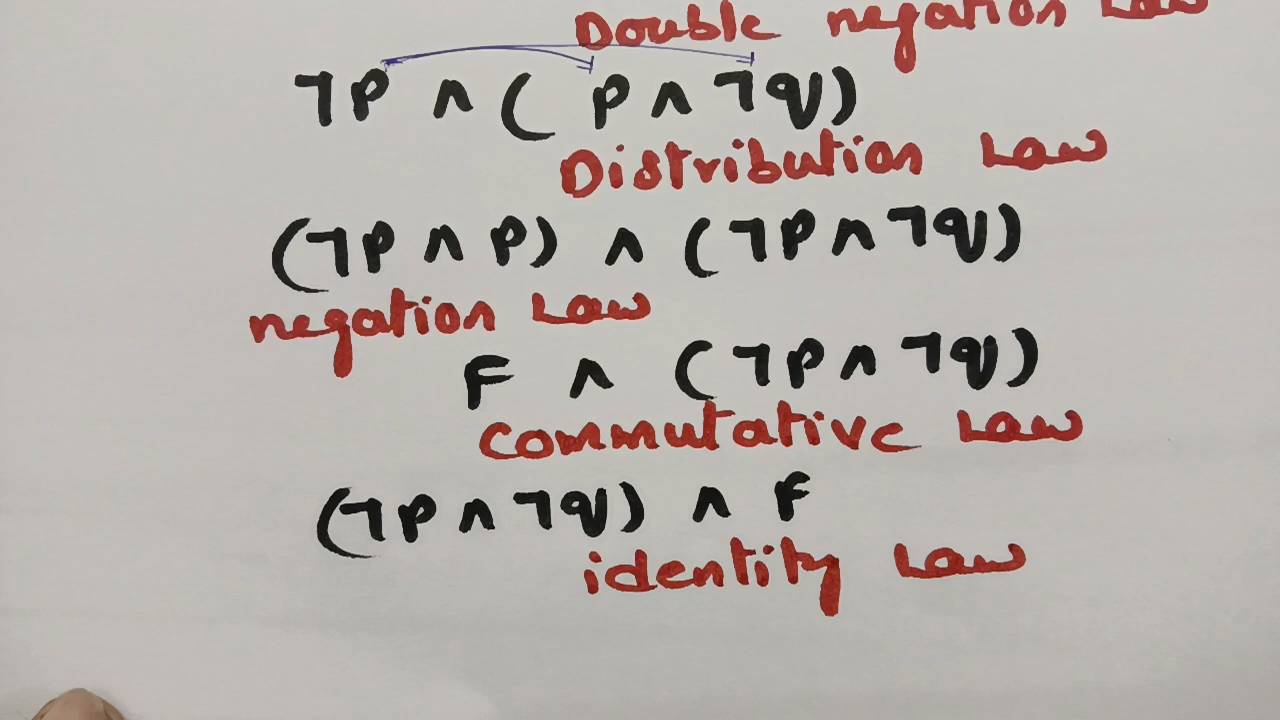 Double negation Law
¬p ∧ ( p ∧ ¬q)
Distribution Law
(¬p ∧ p) ∧ (¬p ∧ ¬q)
negation Law
F ∧ (¬p ∧ ¬q)
commutative Law
(¬p ∧ ¬q) ∧ F
identity Law